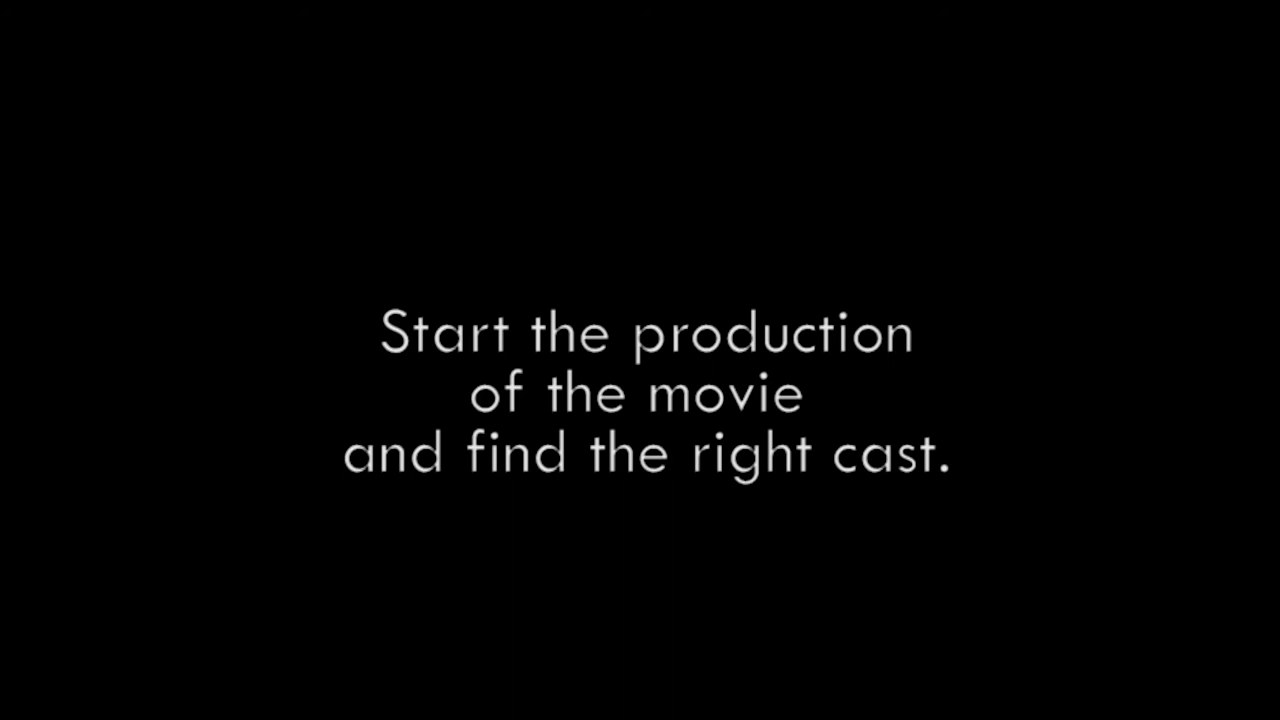 Start the production
of the movie
and find the right cast.